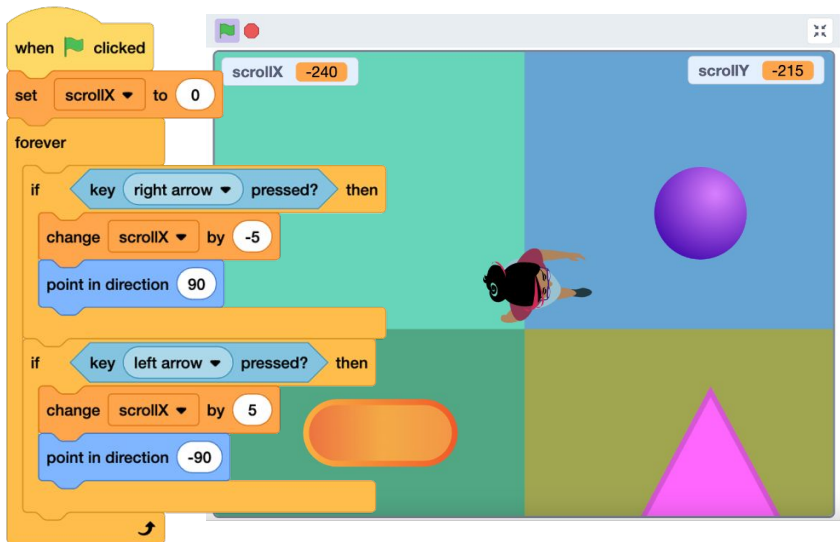 when clicked
set scrollX to 0
forever
if key right arrow pressed? then
change scrollX by -5
point in direction 90
if key left arrow pressed? then
change scrollX by 5
point in direction -90
scrollX -240
scrollY -215